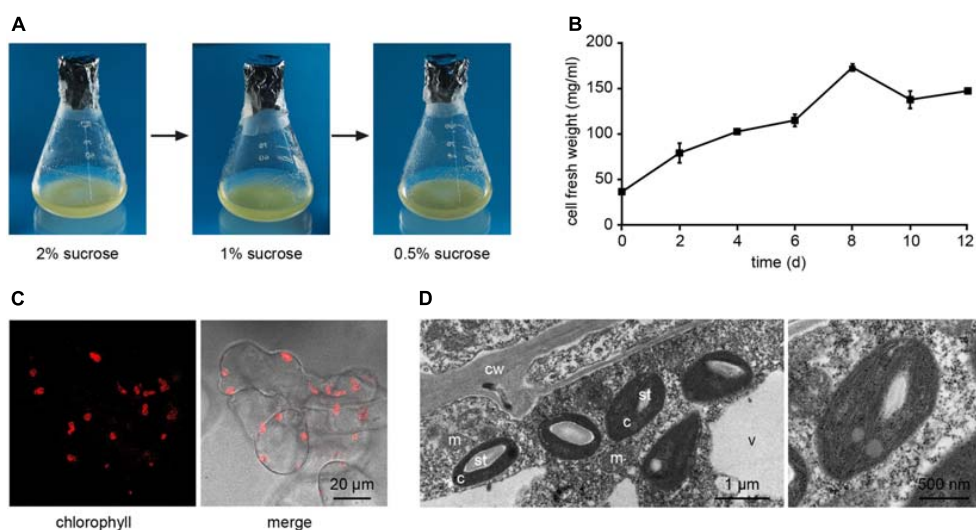 A
2% sucrose
1% sucrose
0.5% sucrose
B
cell fresh weight (mg/ml)
200
150
100
50
0
0 2 4 6 8 10 12
time (d)
C
20 µm
chlorophyll
merge
D
cw
st
c
m
st
c
m
v
1 µm
500 nm